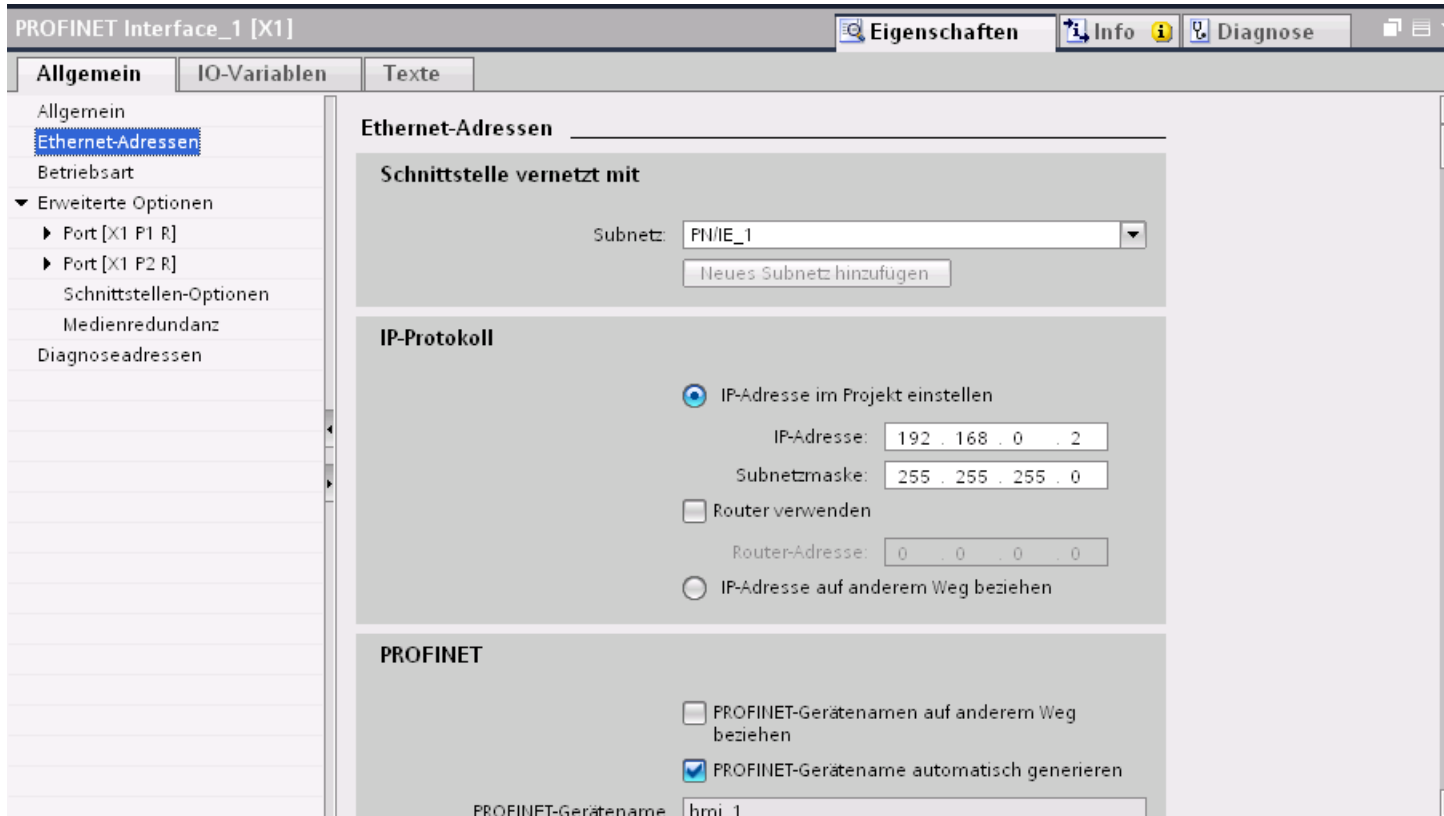 PROFINET Interface_1 [X1]
Eigenschaften
Info
Diagnose
Allgemein
IO-Variablen
Texte
Allgemein
Ethernet-Adressen
Betriebsart
Erweiterte Optionen
Port [X1 P1 R]
Port [X1 P2 R]
Schnittstellen-Optionen
Medienredundanz
Diagnoseadressen
Ethernet-Adressen
Schnittstelle vernetzt mit
Subnetz: PN/IE_1
Neues Subnetz hinzufügen
IP-Protokoll
IP-Adresse im Projekt einstellen
IP-Adresse: 192 . 168 . 0 . 2
Subnetzmaske: 255 . 255 . 255 . 0
Router verwenden
Router-Adresse: 0 . 0 . 0 . 0
IP-Adresse auf anderem Weg beziehen
PROFINET
PROFINET-Gerätenamen auf anderem Weg
beziehen
PROFINET-Gerätename automatisch generieren
PROFINET-Gerätename hmi_1